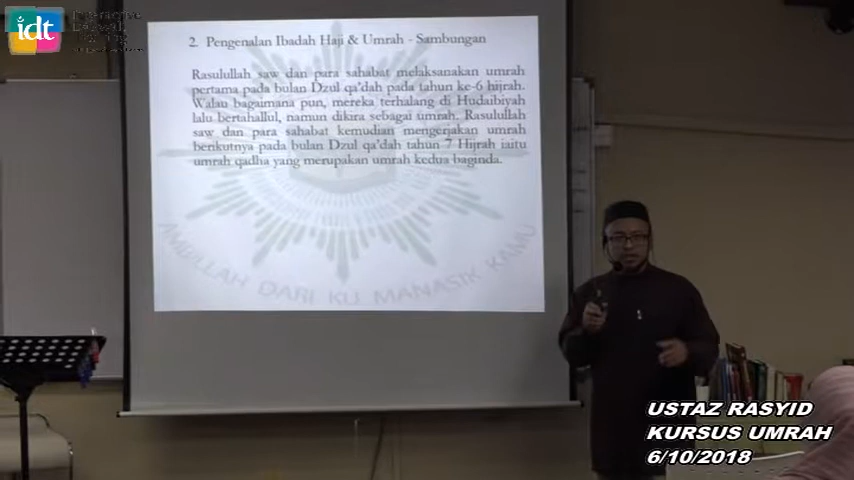 idt
2. Pengenalan Ibadah Haji & Umrah - Sambungan
Rasulullah saw dan para sahabat melaksanakan umrah
pertama pada bulan Dzul qa'dah pada tahun ke-6 hijrah.
Walau bagaimana pun, mereka terhalang di Hudaibiyah
lalu bertahallul, namun dikira sebagai umrah. Rasulullah
saw dan para sahabat kemudian mengerjakan umrah
berikutnya pada bulan Dzul qa'dah tahun 7 Hijrah iaitu
umrah qadha yang merupakan umrah kedua baginda.
AMBILLAH DARI KU MANASIK KAMU
USTAZ RASYID
KURSUS UMRAH
6/10/2018